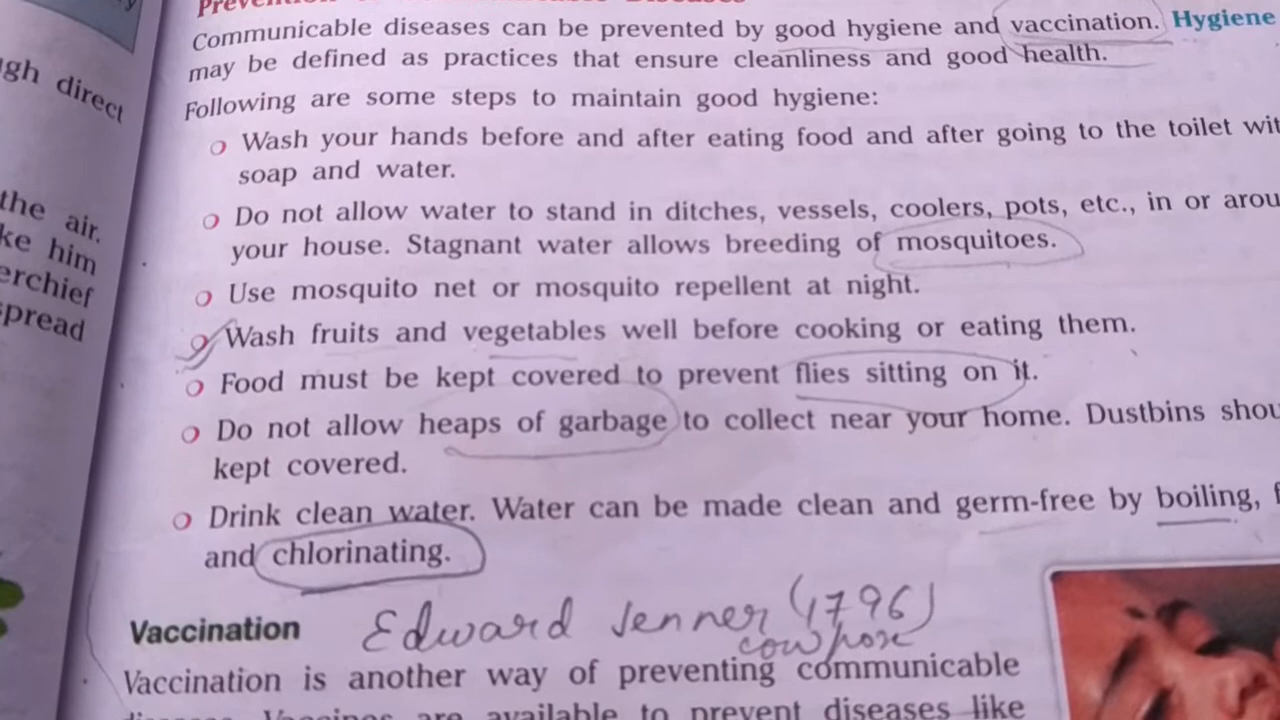 gh direct
the air.
ke him
erchief
spread
Communicable diseases can be prevented by good hygiene and vaccination. Hygiene
may be defined as practices that ensure cleanliness and good health.
Following are some steps to maintain good hygiene:
Wash your hands before and after eating food and after going to the toilet wit
soap and water.
Do not allow water to stand in ditches, vessels, coolers, pots, etc., in or arou
your house. Stagnant water allows breeding of mosquitoes.
Use mosquito net or mosquito repellent at night.
Wash fruits and vegetables well before cooking or eating them.
Food must be kept covered to prevent flies sitting on it.
Do not allow heaps of garbage to collect near your home. Dustbins shou
kept covered.
Drink clean water. Water can be made clean and germ-free by boiling, f
and chlorinating.
Vaccination Edward Jenner (1796)
cow pox
Vaccination is another way of preventing communicable
Vaccines are available to prevent diseases like